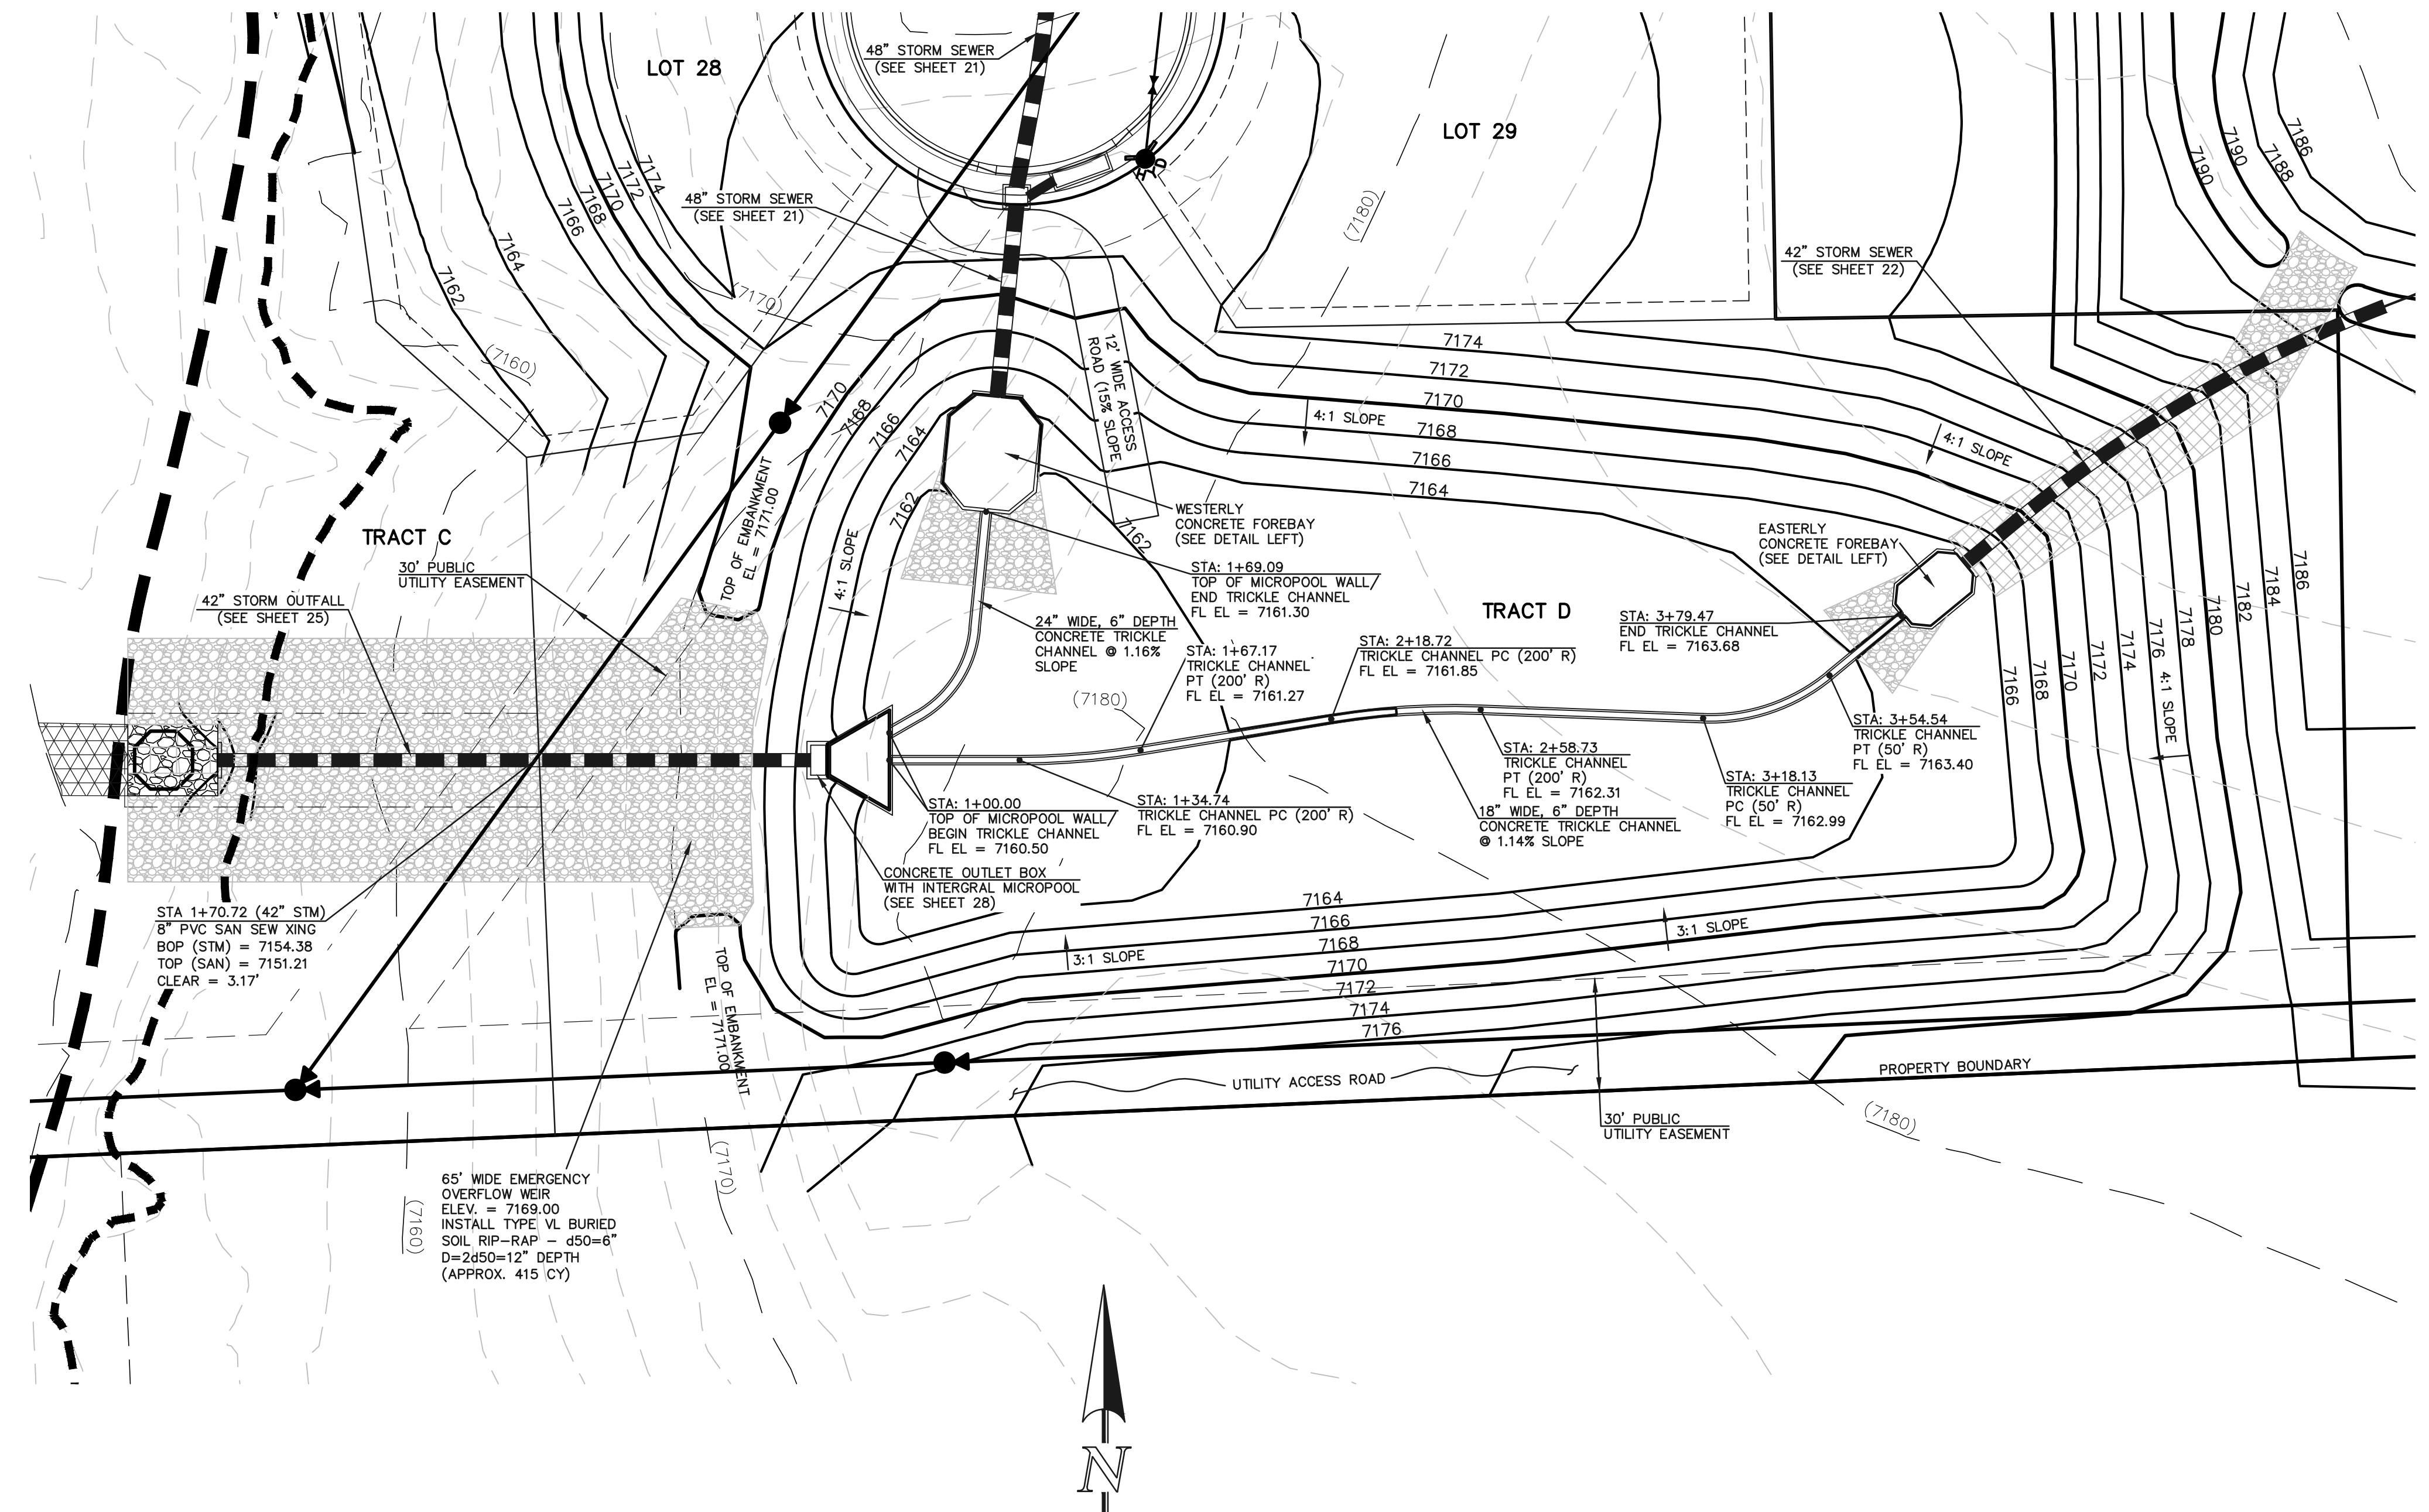 48" STORM SEWER
(SEE SHEET 21)
LOT 28
LOT 29
7174
7172
7170
7168
7166
7164
7162
48" STORM SEWER
(SEE SHEET 21)
(7180)
7190
7190
7188
7186
42" STORM SEWER
(SEE SHEET 22)
(7170)
(7160)
HYD
12' WIDE ACCESS
ROAD (15% SLOPE
7174
7172
7170
7168
7166
7164
4:1 SLOPE
4:1 SLOPE
7170
7168
7166
7164
7162
7162
TOP OF EMBANKMENT
EL = 7171.00
4:1 SLOPE
TRACT C
30' PUBLIC
UTILITY EASEMENT
42" STORM OUTFALL
(SEE SHEET 25)
WESTERLY
CONCRETE FOREBAY
(SEE DETAIL LEFT)
EASTERLY
CONCRETE FOREBAY
(SEE DETAIL LEFT)
STA: 1+69.09
TOP OF MICROPOOL WALL/
END TRICKLE CHANNEL
FL EL = 7161.30
TRACT D
24" WIDE, 6" DEPTH
CONCRETE TRICKLE
CHANNEL @ 1.16%
SLOPE
STA: 1+67.17
TRICKLE CHANNEL
PT (200' R)
FL EL = 7161.27
STA: 2+18.72
TRICKLE CHANNEL PC (200' R)
FL EL = 7161.85
STA: 3+79.47
END TRICKLE CHANNEL
FL EL = 7163.68
(7180)
7166
7168
7170
7172
7174
7176
4:1 SLOPE
7178
7180
7182
7184
7186
STA: 3+54.54
TRICKLE CHANNEL
PT (50' R)
FL EL = 7163.40
STA: 2+58.73
TRICKLE CHANNEL
PT (200' R)
FL EL = 7162.31
STA: 3+18.13
TRICKLE CHANNEL
PC (50' R)
FL EL = 7162.99
18" WIDE, 6" DEPTH
CONCRETE TRICKLE CHANNEL
@ 1.14% SLOPE
STA: 1+00.00
TOP OF MICROPOOL WALL/
BEGIN TRICKLE CHANNEL
FL EL = 7160.50
STA: 1+34.74
TRICKLE CHANNEL PC (200' R)
FL EL = 7160.90
CONCRETE OUTLET BOX
WITH INTERGRAL MICROPOOL
(SEE SHEET 28)
STA 1+70.72 (42" STM)
8" PVC SAN SEW XING
BOP (STM) = 7154.38
TOP (SAN) = 7151.21
CLEAR = 3.17'
7164
7166
7168
7170
7172
7174
7176
3:1 SLOPE
3:1 SLOPE
TOP OF EMBANKMENT
EL = 7171.00
UTILITY ACCESS ROAD
PROPERTY BOUNDARY
30' PUBLIC
UTILITY EASEMENT
(7180)
(7170)
(7160)
65' WIDE EMERGENCY
OVERFLOW WEIR
ELEV. = 7169.00
INSTALL TYPE VL BURIED
SOIL RIP-RAP - d50=6"
D=2d50=12" DEPTH
(APPROX. 415 CY)
N